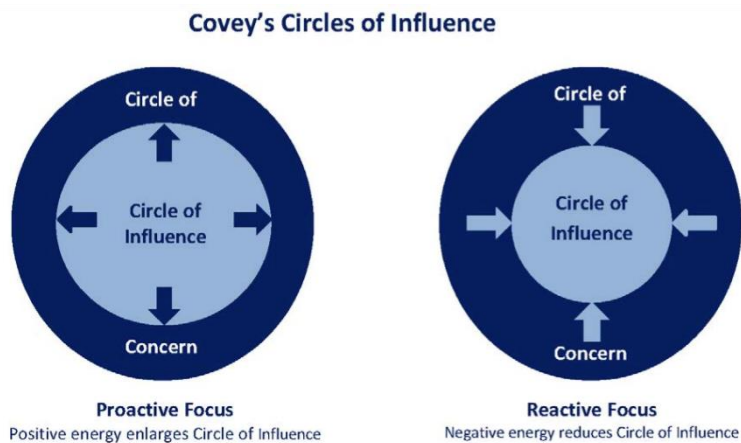 Covey's Circles of Influence
Circle of
Circle of
Influence
Concern
Proactive Focus
Positive energy enlarges Circle of Influence
Circle of
Circle of
Influence
Concern
Reactive Focus
Negative energy reduces Circle of Influence